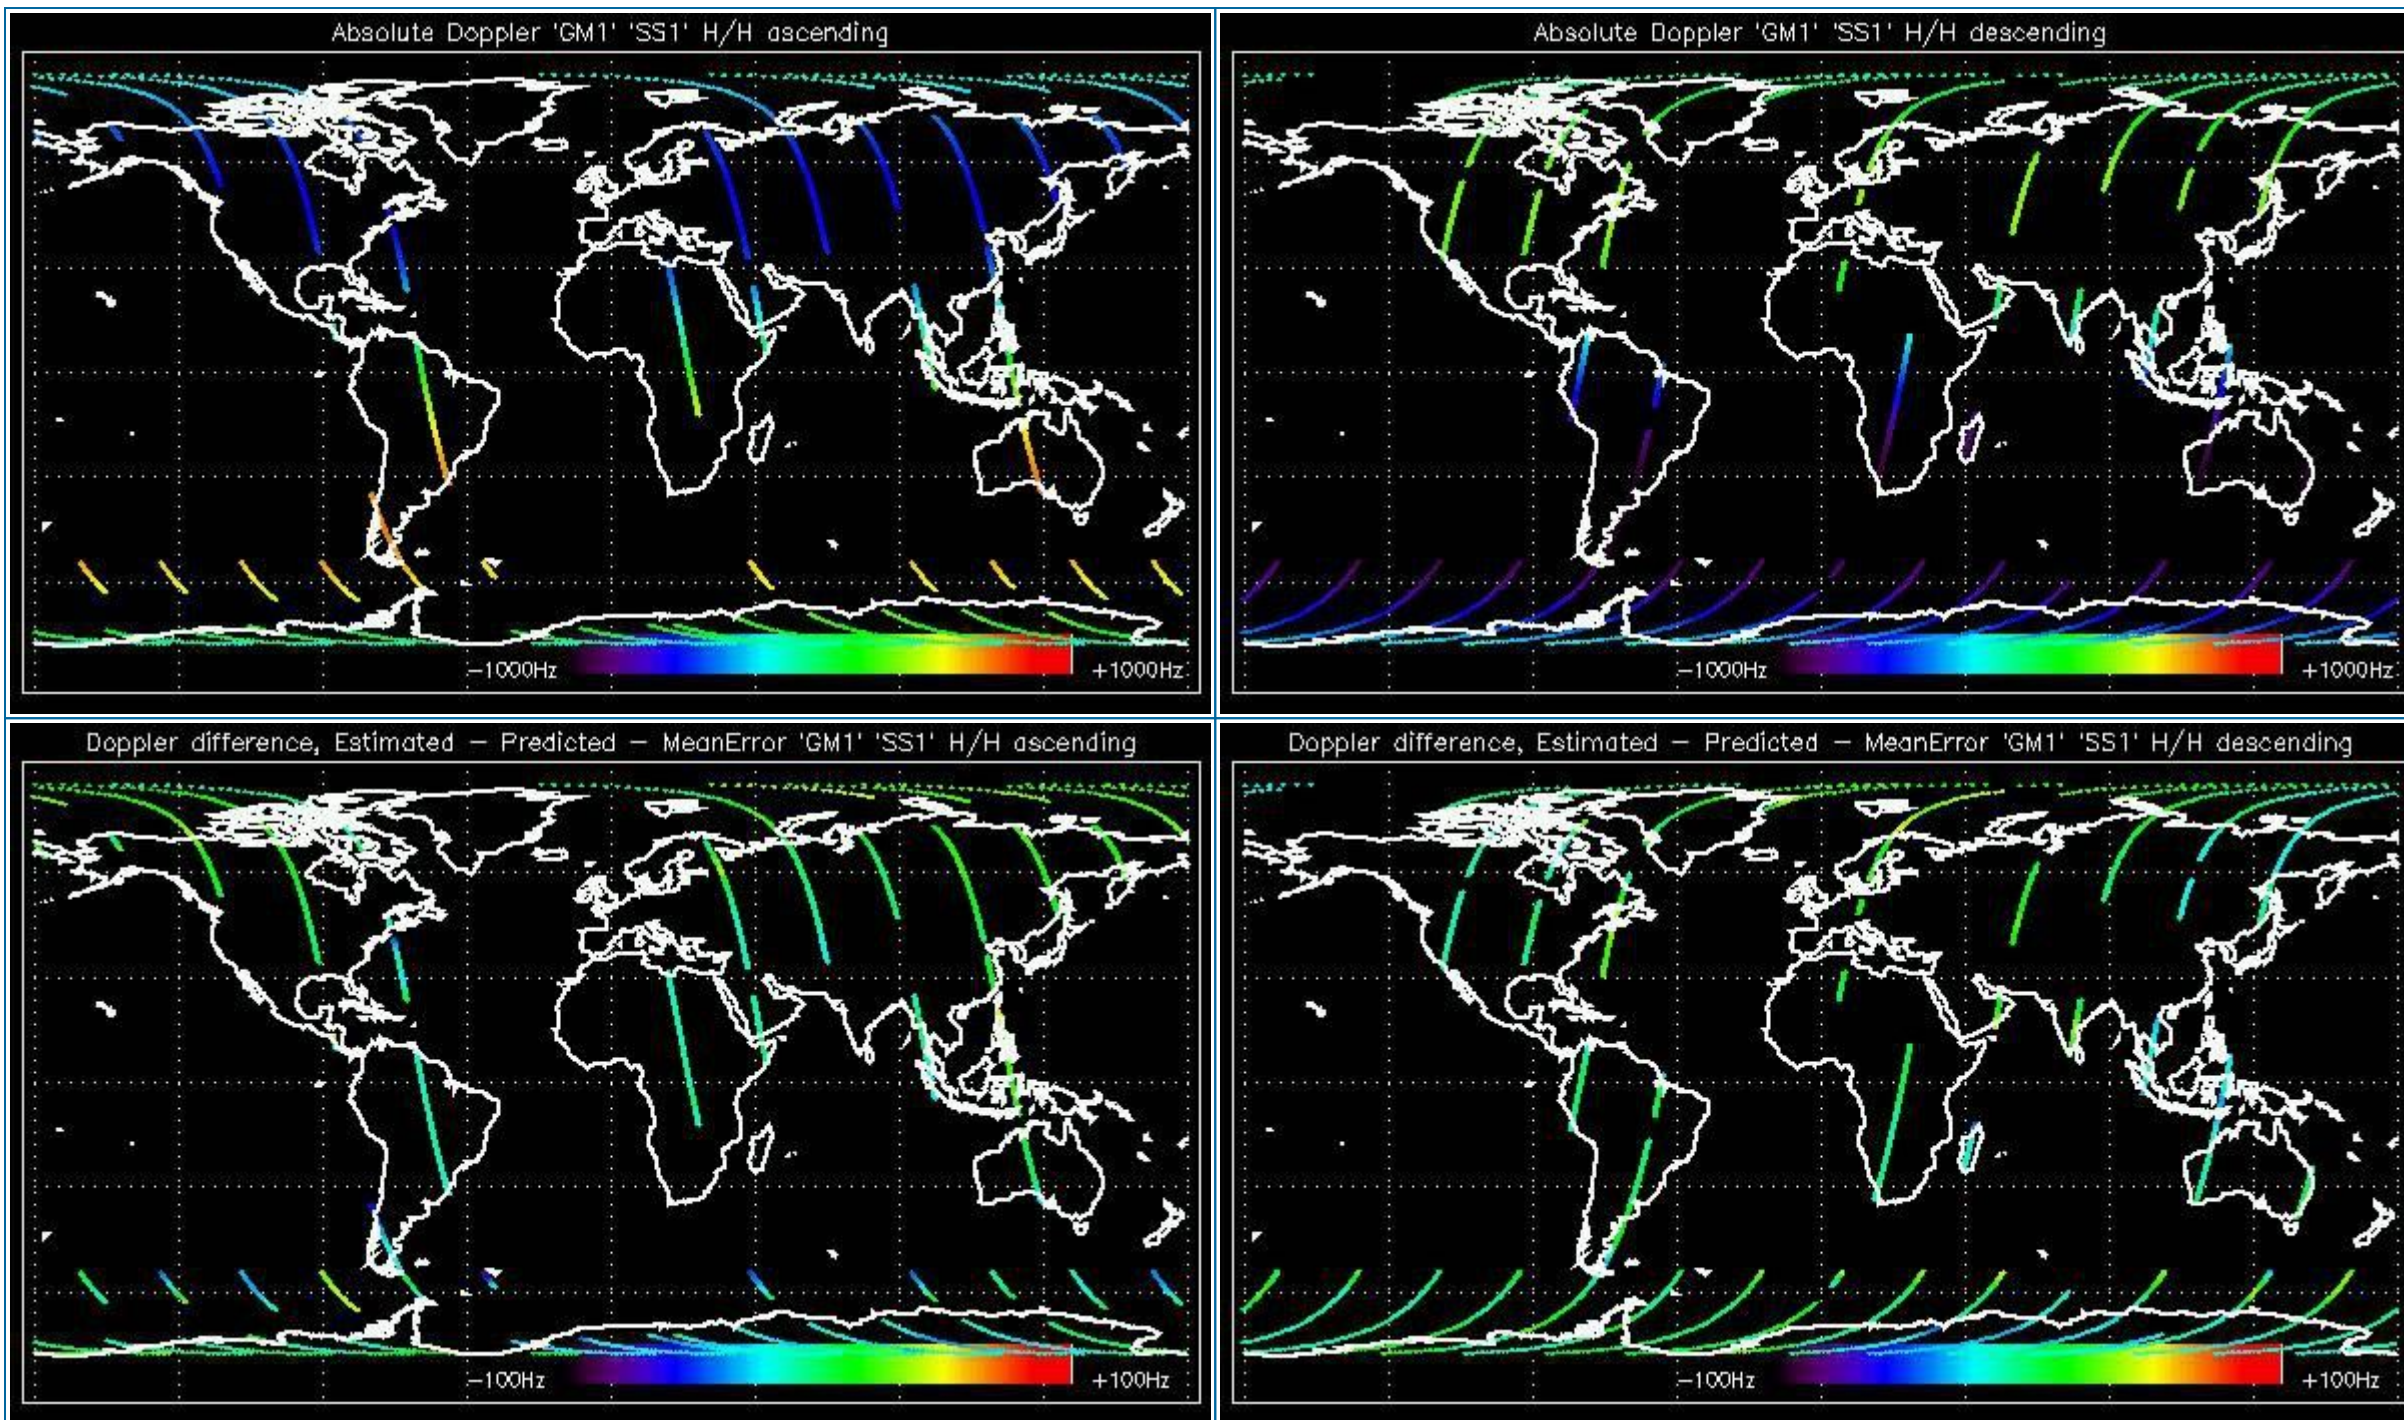 Absolute Doppler 'GM1' 'SS1' H/H ascending
−1000Hz
+1000Hz
Absolute Doppler 'GM1' 'SS1' H/H descending
−1000Hz
+1000Hz
Doppler difference, Estimated − Predicted − MeanError 'GM1' 'SS1' H/H ascending
−100Hz
+100Hz
Doppler difference, Estimated − Predicted − MeanError 'GM1' 'SS1' H/H descending
−100Hz
+100Hz